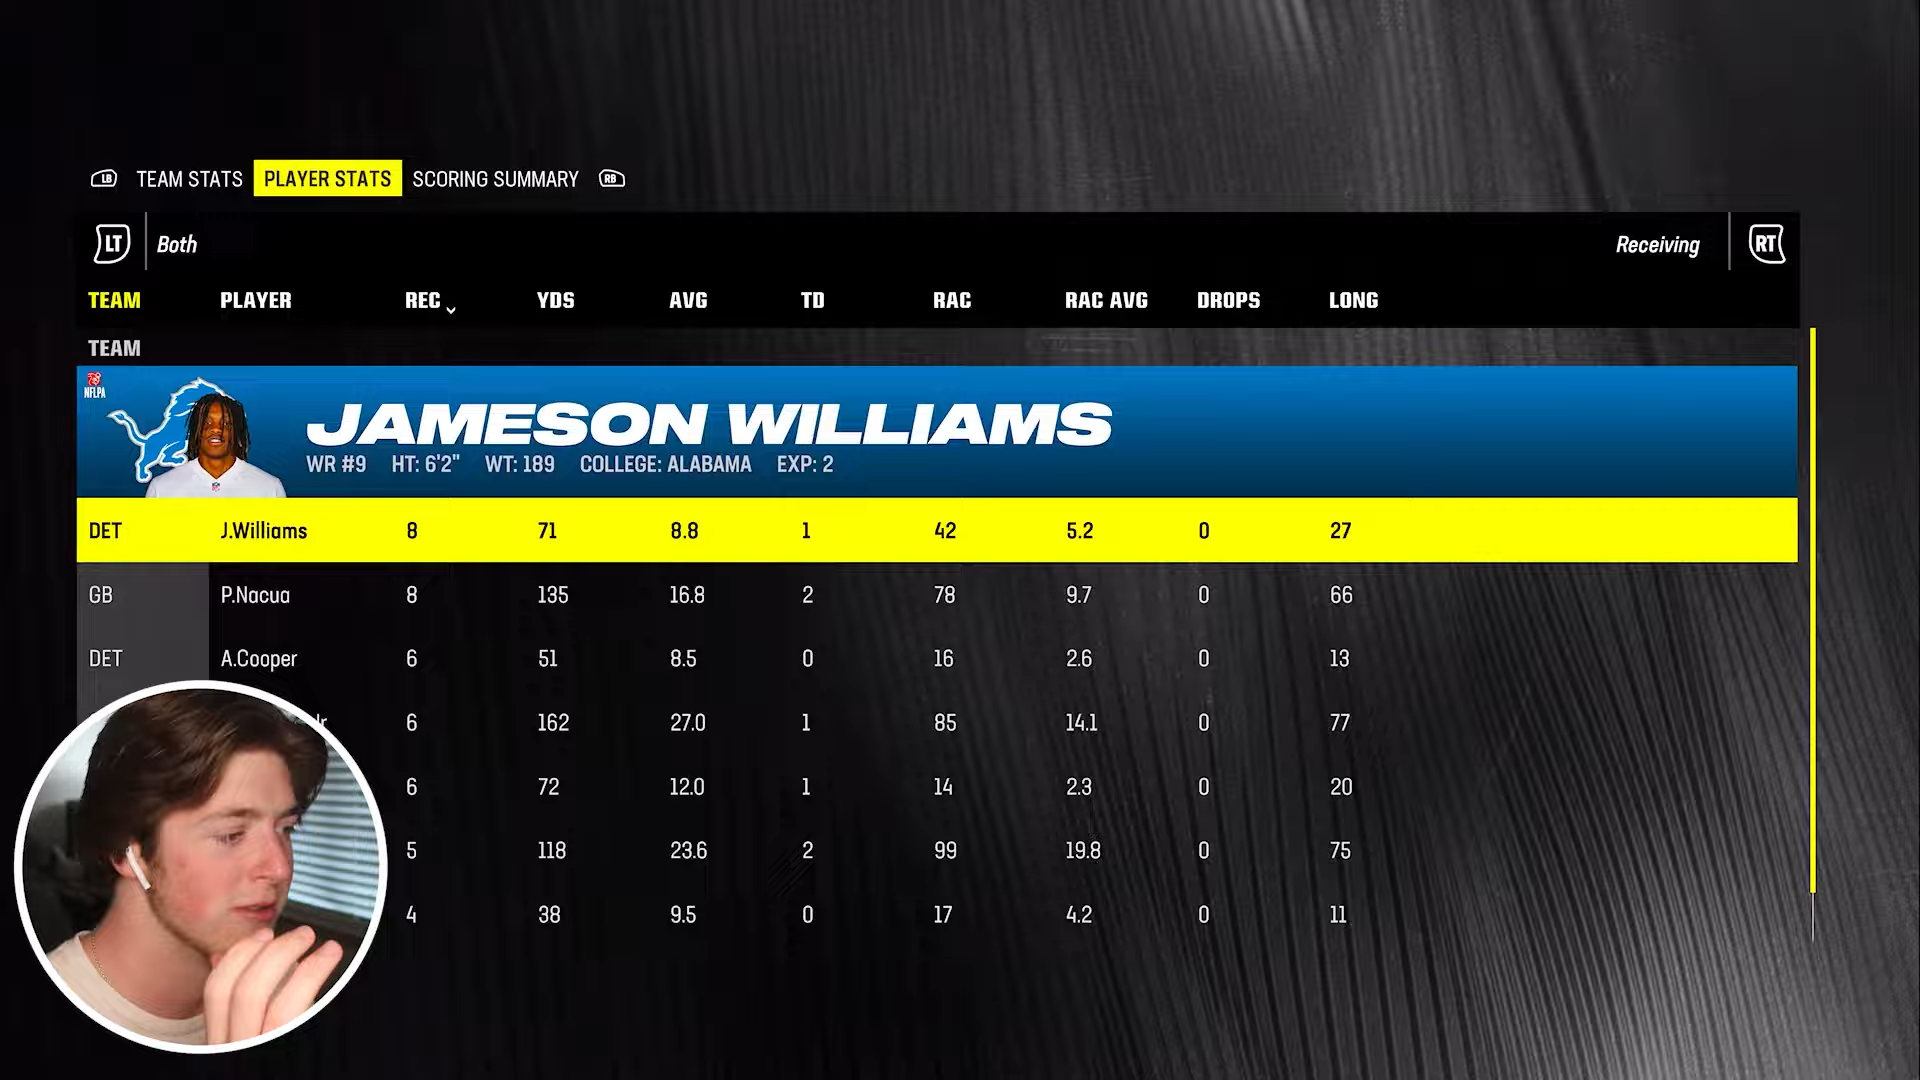 LB TEAM STATS PLAYER STATS SCORING SUMMARY RB
LT Both Receiving RT
TEAM PLAYER REC YDS AVG TD RAC RAC AVG DROPS LONG
TEAM
NFLPA
JAMESON WILLIAMS
WR #9 HT: 6'2" WT: 189 COLLEGE: ALABAMA EXP: 2
DET J.Williams 8 71 8.8 1 42 5.2 0 27
GB P.Nacua 8 135 16.8 2 78 9.7 0 66
DET A.Cooper 6 51 8.5 0 16 2.6 0 13
6 162 27.0 1 85 14.1 0 77
6 72 12.0 1 14 2.3 0 20
5 118 23.6 2 99 19.8 0 75
4 38 9.5 0 17 4.2 0 11